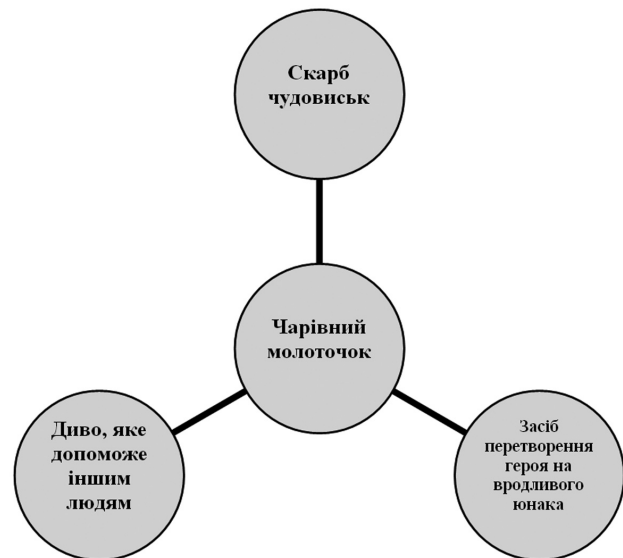 Скарб
чудовиськ
Чарівний
молоточок
Диво, яке
допоможе
іншим
людям
Засіб
перетворення
героя на
вродливого
юнака